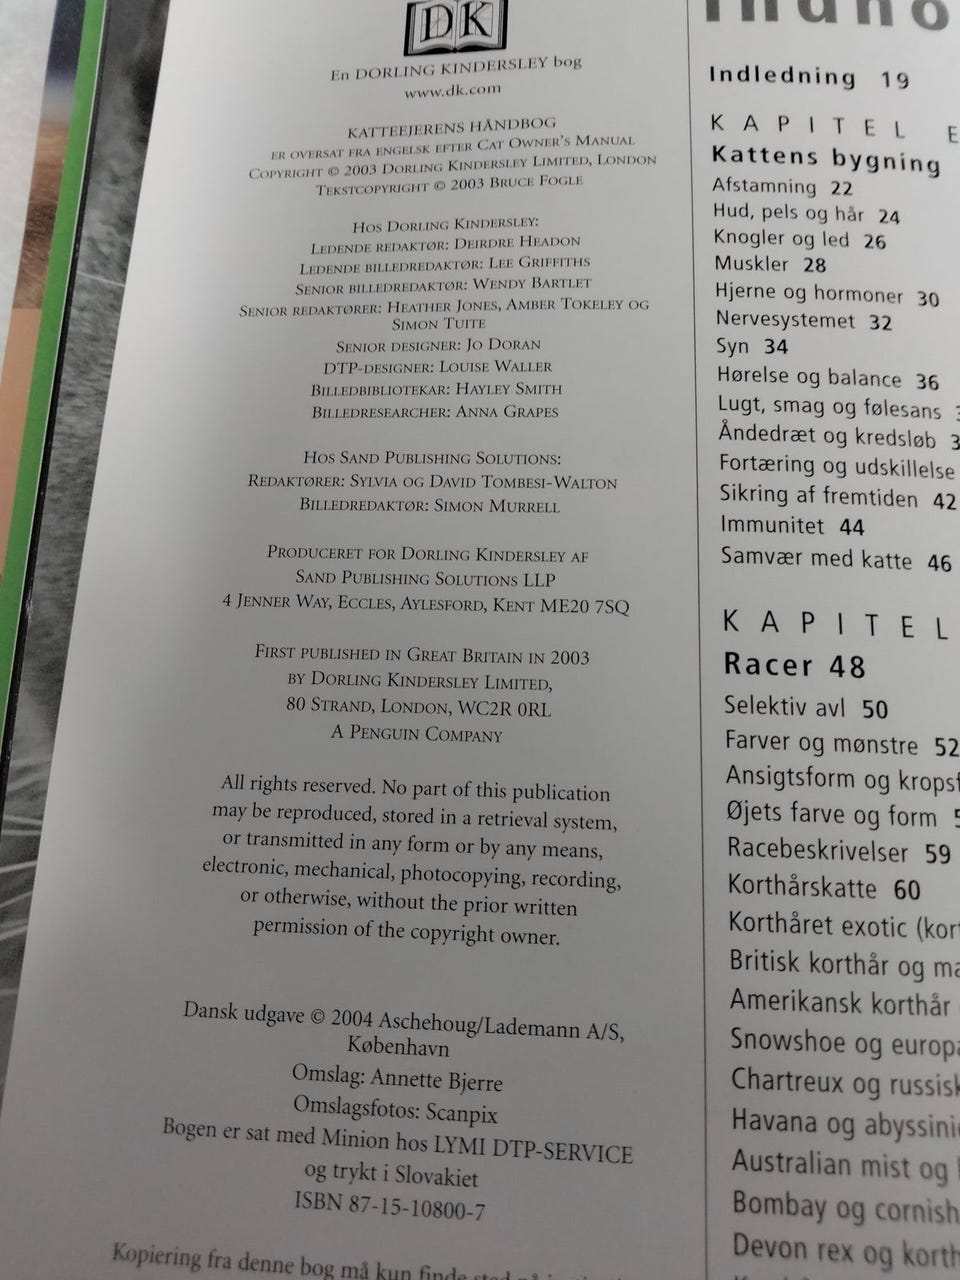 DK
En DORLING KINDERSLEY bog
www.dk.com
KATTEEJERENS HÅNDBOG
ER OVERSAT FRA ENGELSK EFTER CAT OWNER'S MANUAL
COPYRIGHT © 2003 DORLING KINDERSLEY LIMITED, LONDON
TEKSTCOPYRIGHT © 2003 BRUCE FOGLE
HOS DORLING KINDERSLEY:
LEDENDE REDAKTØR: DEIRDRE HEADON
LEDENDE BILLEDREDAKTØR: LEE GRIFFITHS
SENIOR BILLEDREDAKTØR: WENDY BARTLET
SENIOR REDAKTØRER: HEATHER JONES, AMBER TOKELEY OG
SIMON TUITE
SENIOR DESIGNER: JO DORAN
DTP-DESIGNER: LOUISE WALLER
BILLEDBIBLIOTEKAR: HAYLEY SMITH
BILLEDRESEARCHER: ANNA GRAPES
HOS SAND PUBLISHING SOLUTIONS:
REDAKTØRER: SYLVIA OG DAVID TOMBESI-WALTON
BILLEDREDAKTØR: SIMON MURRELL
PRODUCERET FOR DORLING KINDERSLEY AF
SAND PUBLISHING SOLUTIONS LLP
4 JENNER WAY, ECCLES, AYLESFORD, KENT ME20 7SQ
FIRST PUBLISHED IN GREAT BRITAIN IN 2003
BY DORLING KINDERSLEY LIMITED,
80 STRAND, LONDON, WC2R 0RL
A PENGUIN COMPANY
All rights reserved. No part of this publication
may be reproduced, stored in a retrieval system,
or transmitted in any form or by any means,
electronic, mechanical, photocopying, recording,
or otherwise, without the prior written
permission of the copyright owner.
Dansk udgave © 2004 Aschehoug/Lademann A/S,
København
Omslag: Annette Bjerre
Omslagsfotos: Scanpix
Bogen er sat med Minion hos LYMI DTP-SERVICE
og trykt i Slovakiet
ISBN 87-15-10800-7
Kopiering fra denne bog må kun finde sted på
Indledning 19
KAPITEL
Kattens bygning
Afstamning 22
Hud, pels og hår 24
Knogler og led 26
Muskler 28
Hjerne og hormoner 30
Nervesystemet 32
Syn 34
Hørelse og balance 36
Lugt, smag og følesans
Åndedræt og kredsløb
Fortæring og udskillelse
Sikring af fremtiden 42
Immunitet 44
Samvær med katte 46
KAPITEL
Racer 48
Selektiv avl 50
Farver og mønstre 52
Ansigtsform og kropsf
Øjets farve og form
Racebeskrivelser 59
Korthårskatte 60
Korthåret exotic (kort
Britisk korthår og ma
Amerikansk korthår
Snowshoe og europæ
Chartreux og russisk
Havana og abyssini
Australian mist og
Bombay og cornish
Devon rex og korth